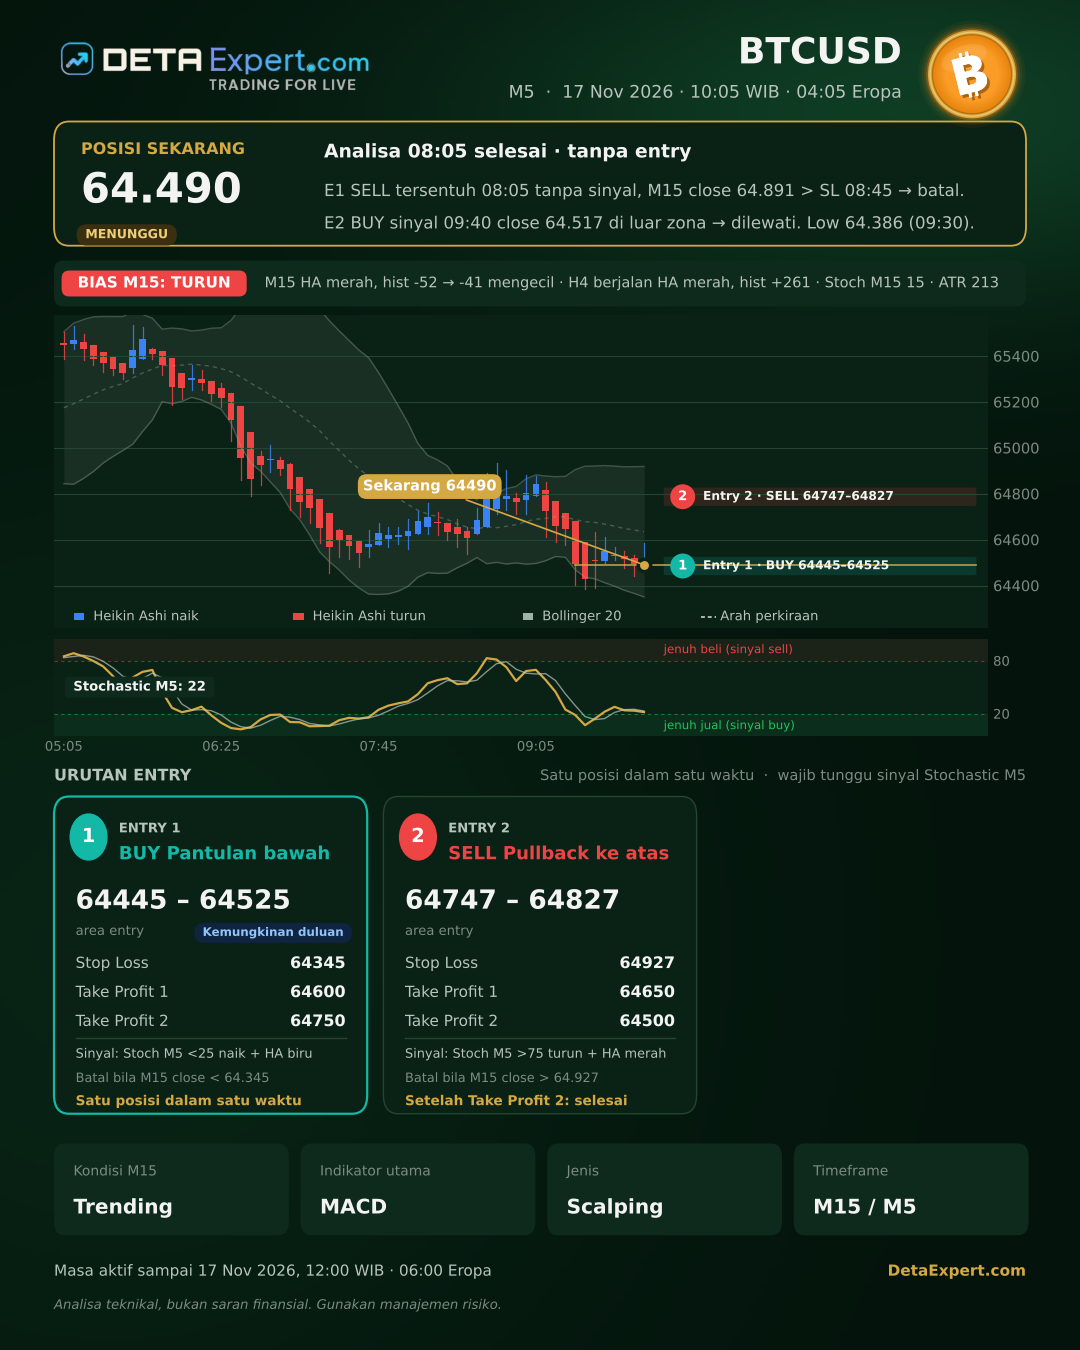 DETA Expert.com
TRADING FOR LIVE
BTCUSD
M5 · 17 Nov 2026 · 10:05 WIB · 04:05 Eropa
POSISI SEKARANG
64.490
MENUNGGU
Analisa 08:05 selesai · tanpa entry
E1 SELL tersentuh 08:05 tanpa sinyal, M15 close 64.891 > SL 08:45 → batal.
E2 BUY sinyal 09:40 close 64.517 di luar zona → dilewati. Low 64.386 (09:30).
BIAS M15: TURUN
M15 HA merah, hist -52 → -41 mengecil · H4 berjalan HA merah, hist +261 · Stoch M15 15 · ATR 213
65400
65200
65000
64800
64600
64400
Sekarang 64490
2 Entry 2 · SELL 64747–64827
1 Entry 1 · BUY 64445–64525
Heikin Ashi naik
Heikin Ashi turun
Bollinger 20
Arah perkiraan
jenuh beli (sinyal sell)
80
Stochastic M5: 22
20
jenuh jual (sinyal buy)
05:05 06:25 07:45 09:05
URUTAN ENTRY
Satu posisi dalam satu waktu · wajib tunggu sinyal Stochastic M5
1
ENTRY 1
BUY Pantulan bawah
64445 – 64525
area entry
Kemungkinan duluan
Stop Loss 64345
Take Profit 1 64600
Take Profit 2 64750
Sinyal: Stoch M5 <25 naik + HA biru
Batal bila M15 close < 64.345
Satu posisi dalam satu waktu
2
ENTRY 2
SELL Pullback ke atas
64747 – 64827
area entry
Stop Loss 64927
Take Profit 1 64650
Take Profit 2 64500
Sinyal: Stoch M5 >75 turun + HA merah
Batal bila M15 close > 64.927
Setelah Take Profit 2: selesai
Kondisi M15
Trending
Indikator utama
MACD
Jenis
Scalping
Timeframe
M15 / M5
Masa aktif sampai 17 Nov 2026, 12:00 WIB · 06:00 Eropa
DetaExpert.com
Analisa teknikal, bukan saran finansial. Gunakan manajemen risiko.